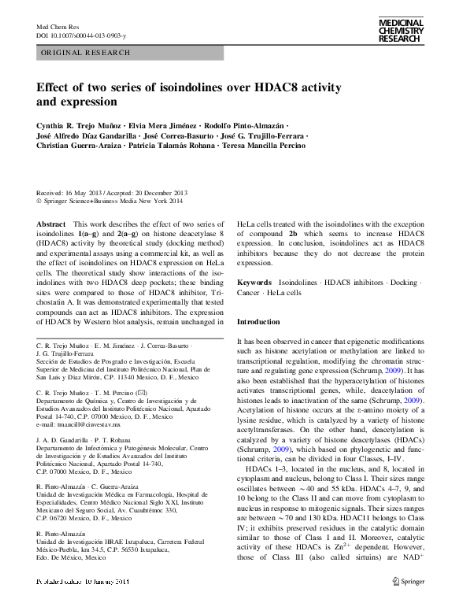 Med Chem Res
DOI 10.1007/s00044-013-0903-y
MEDICINAL
CHEMISTRY
RESEARCH
ORIGINAL RESEARCH
Effect of two series of isoindolines over HDAC8 activity
and expression
Cynthia R. Trejo Muñoz · Elvia Mera Jiménez · Rodolfo Pinto-Almazán ·
José Alfredo Díaz Gandarilla · José Correa-Basurto · José G. Trujillo-Ferrara ·
Christian Guerra-Araiza · Patricia Talamás Rohana · Teresa Mancilla Percino
Received: 16 May 2013 / Accepted: 20 December 2013
© Springer Science+Business Media New York 2014
Abstract This work describes the effect of two series of
isoindolines 1(a–g) and 2(a–g) on histone deacetylase 8
(HDAC8) activity by theoretical study (docking method)
and experimental assays using a commercial kit, as well as
the effect of isoindolines on HDAC8 expression on HeLa
cells. The theoretical study show interactions of the iso-
indolines with two HDAC8 deep pockets; these binding
sites were compared to those of HDAC8 inhibitor, Tri-
chostatin A. It was demonstrated experimentally that tested
compounds can act as HDAC8 inhibitors. The expression
of HDAC8 by Western blot analysis, remain unchanged in
C. R. Trejo Muñoz · E. M. Jiménez · J. Correa-Basurto ·
J. G. Trujillo-Ferrara
Sección de Estudios de Posgrado e Investigación, Escuela
Superior de Medicina del Instituto Politécnico Nacional, Plan de
San Luis y Díaz Mirón, C.P. 11340 Mexico, D. F., Mexico
C. R. Trejo Muñoz · T. M. Percino (✉)
Departamento de Química y, Centro de Investigación y de
Estudios Avanzados del Instituto Politécnico Nacional, Apartado
Postal 14-740, C.P. 07000 Mexico, D. F., Mexico
e-mail: tmancill@cinvestav.mx
J. A. D. Gandarilla · P. T. Rohana
Departamento de Infectómica y Patogénesis Molecular, Centro
de Investigación y de Estudios Avanzados del Instituto
Politécnico Nacional, Apartado Postal 14-740,
C.P. 07000 Mexico, D. F., Mexico
R. Pinto-Almazán · C. Guerra-Araiza
Unidad de Investigación Médica en Farmacología, Hospital de
Especialidades, Centro Médico Nacional Siglo XXI, Instituto
Mexicano del Seguro Social, Av. Cuauhtémoc 330,
C.P. 06720 Mexico, D. F., Mexico
R. Pinto-Almazán
Unidad de Investigación HRAE Ixtapaluca, Carretera Federal
México-Puebla, km 34.5, C.P. 56530 Ixtapaluca,
Edo. De México, Mexico
HeLa cells treated with the isoindolines with the exception
of compound 2b which seems to increase HDAC8
expression. In conclusion, isoindolines act as HDAC8
inhibitors because they do not decrease the protein
expression.
Keywords Isoindolines · HDAC8 inhibitors · Docking ·
Cancer · HeLa cells
Introduction
It has been observed in cancer that epigenetic modifications
such as histone acetylation or methylation are linked to
transcriptional regulation, modifying the chromatin struc-
ture and regulating gene expression (Schrump, 2009). It has
also been established that the hyperacetylation of histones
activates transcriptional genes, while, deacetylation of
histones leads to inactivation of the same (Schrump, 2009).
Acetylation of histone occurs at the ε-amino moiety of a
lysine residue, which is catalyzed by a variety of histone
acetyltransferases. On the other hand, deacetylation is
catalyzed by a variety of histone deacetylases (HDACs)
(Schrump, 2009), which based on phylogenetic and func-
tional criteria, can be divided in four Classes, I–IV.
HDACs 1–3, located in the nucleus, and 8, located in
cytoplasm and nucleus, belong to Class I. Their sizes range
oscillates between ~40 and 55 kDa. HDACs 4–7, 9, and
10 belong to the Class II and can move from cytoplasm to
nucleus in response to mitogenic signals. Their sizes ranges
are between ~70 and 130 kDa. HDAC11 belongs to Class
IV; it exhibits preserved residues in the catalytic domain
similar to those of Class I and II. Moreover, catalytic
activity of these HDACs is Zn2+ dependent. However,
those of Class III (also called sirtuins) are NAD+
Published online: 10 January 2014
Springer